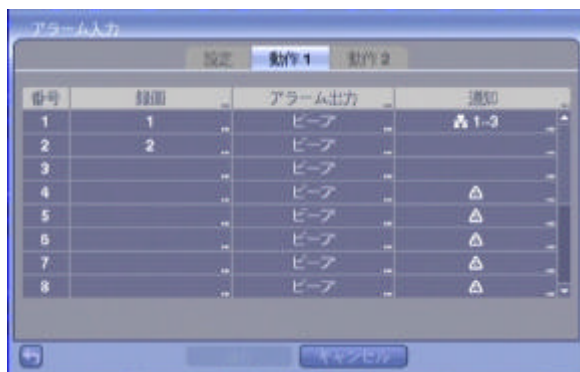 アラーム入力
設定 動作 1 動作 2
番号 録画 アラーム出力 通知
1 1 ビープ 1~3
2 2 ビープ
3 ビープ
4 ビープ
5 ビープ
6 ビープ
7 ビープ
8 ビープ
キャンセル